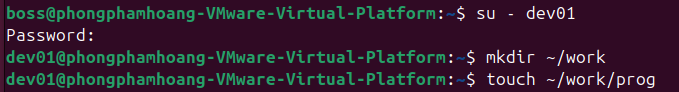 boss@phongphamhoang-VMware-Virtual-Platform:~$ su - dev01
Password:
dev01@phongphamhoang-VMware-Virtual-Platform:~$ mkdir ~/work
dev01@phongphamhoang-VMware-Virtual-Platform:~$ touch ~/work/prog